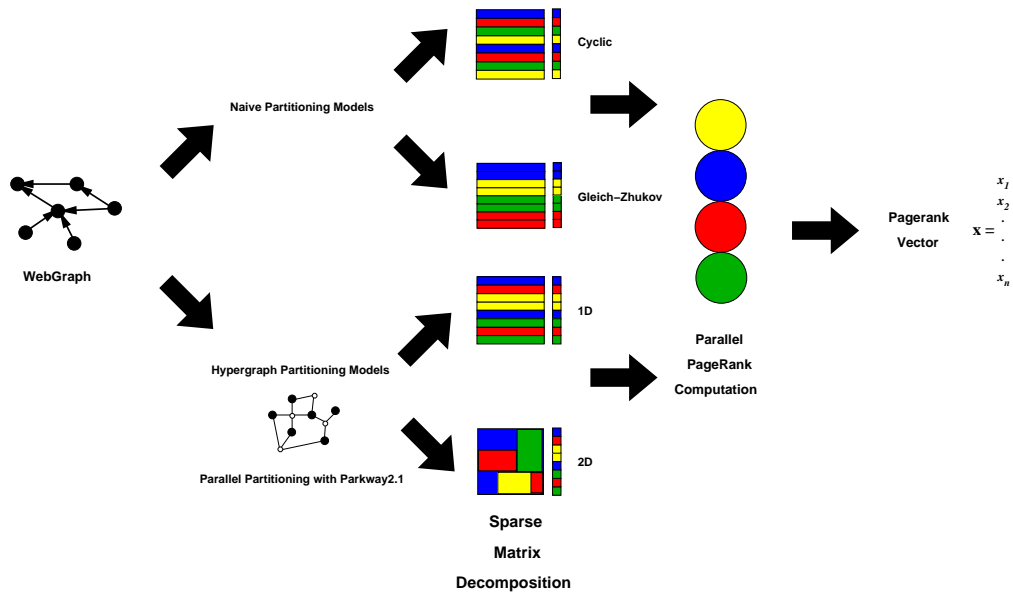 Cyclic
Naive Partitioning Models
Gleich–Zhukov
WebGraph
Pagerank
Vector
x =
x1
x2
.
.
.
xn
1D
Parallel
PageRank
Computation
Hypergraph Partitioning Models
2D
Parallel Partitioning with Parkway2.1
Sparse
Matrix
Decomposition